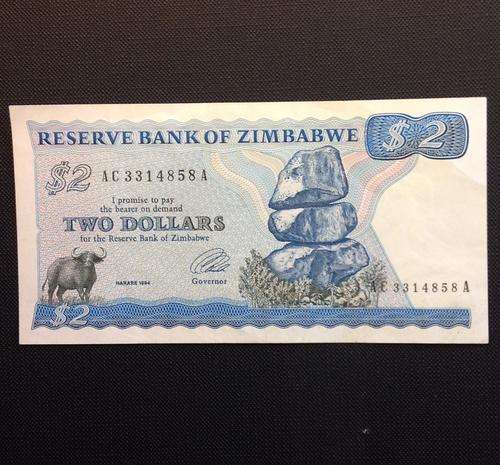 RESERVE BANK OF ZIMBABWE
$2
$2
AC 3314858 A
I promise to pay
the bearer on demand
TWO DOLLARS
for the Reserve Bank of Zimbabwe
HARARE 1994
Governor
AC 3314858 A
$2